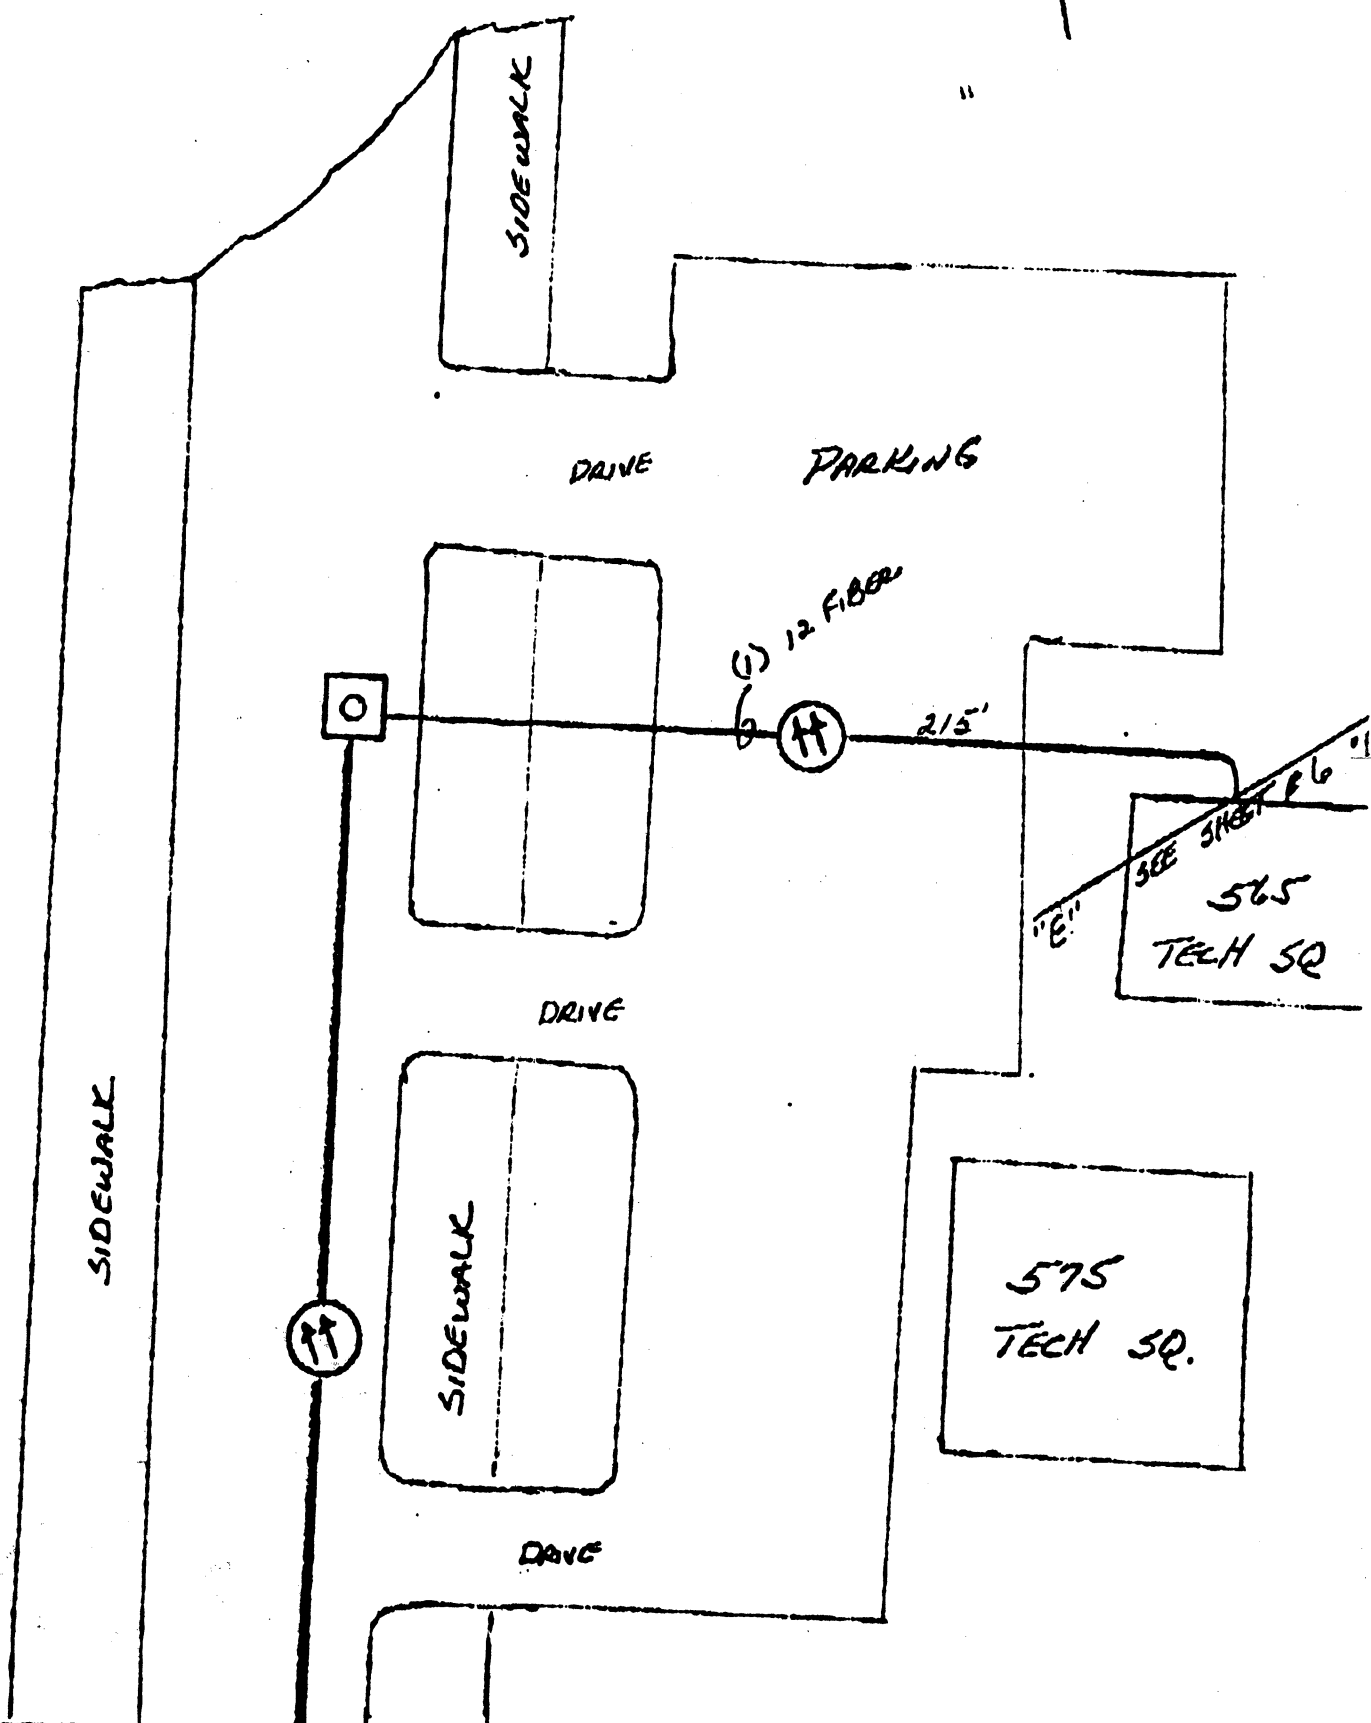 SIDEWALK
"
DRIVE
PARKING
(1) 12 FIBER
215'
SEE SHEET # 6
"E"
565
TECH SQ
DRIVE
SIDEWALK
SIDEWALK
575
TECH SQ.
DRIVE